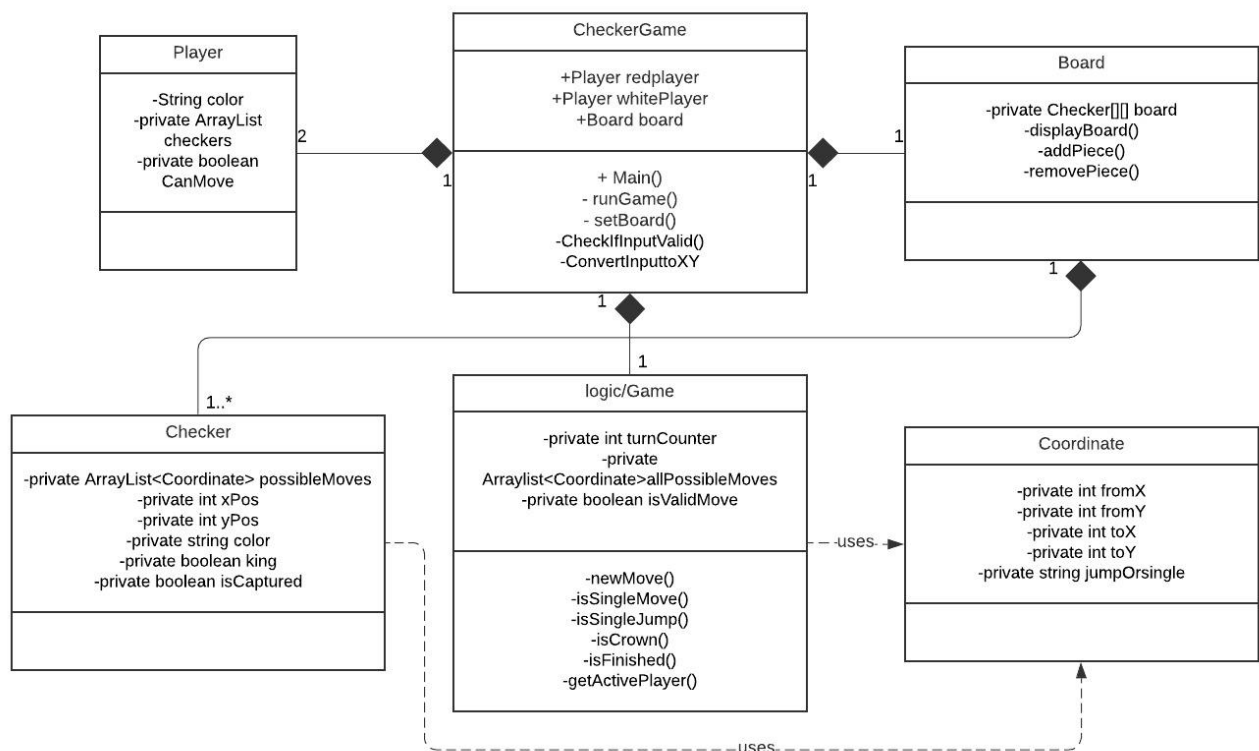 Player
-String color
-private ArrayList
checkers
-private boolean
CanMove
2
1
CheckerGame
+Player redplayer
+Player whitePlayer
+Board board
+ Main()
- runGame()
- setBoard()
-CheckIfInputValid()
-ConvertInputtoXY
1
1
Board
-private Checker[][] board
-displayBoard()
-addPiece()
-removePiece()
1
1
1
1..*
Checker
-private ArrayList<Coordinate> possibleMoves
-private int xPos
-private int yPos
-private string color
-private boolean king
-private boolean isCaptured
logic/Game
-private int turnCounter
-private
Arraylist<Coordinate>allPossibleMoves
-private boolean isValidMove
-newMove()
-isSingleMove()
-isSingleJump()
-isCrown()
-isFinished()
-getActivePlayer()
uses
Coordinate
-private int fromX
-private int fromY
-private int toX
-private int toY
-private string jumpOrsingle
uses